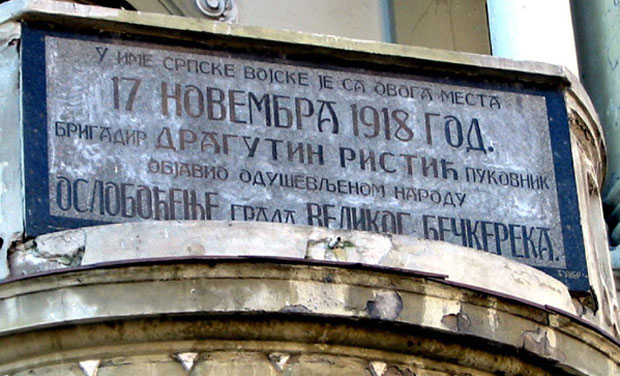 У ИМЕ СРПСКЕ ВОЈСКЕ ЈЕ СА ОВОГА МЕСТА
17 НОВЕМБРА 1918 ГОД.
БРИГАДИР ДРАГУТИН РИСТИЋ ПУКОВНИК
ОБЈАВИО ОДУШЕВЉЕНОМ НАРОДУ
ОСЛОБОЂЕЊЕ ГРАДА ВЕЛИКОГ БЕЧКЕРЕКА.